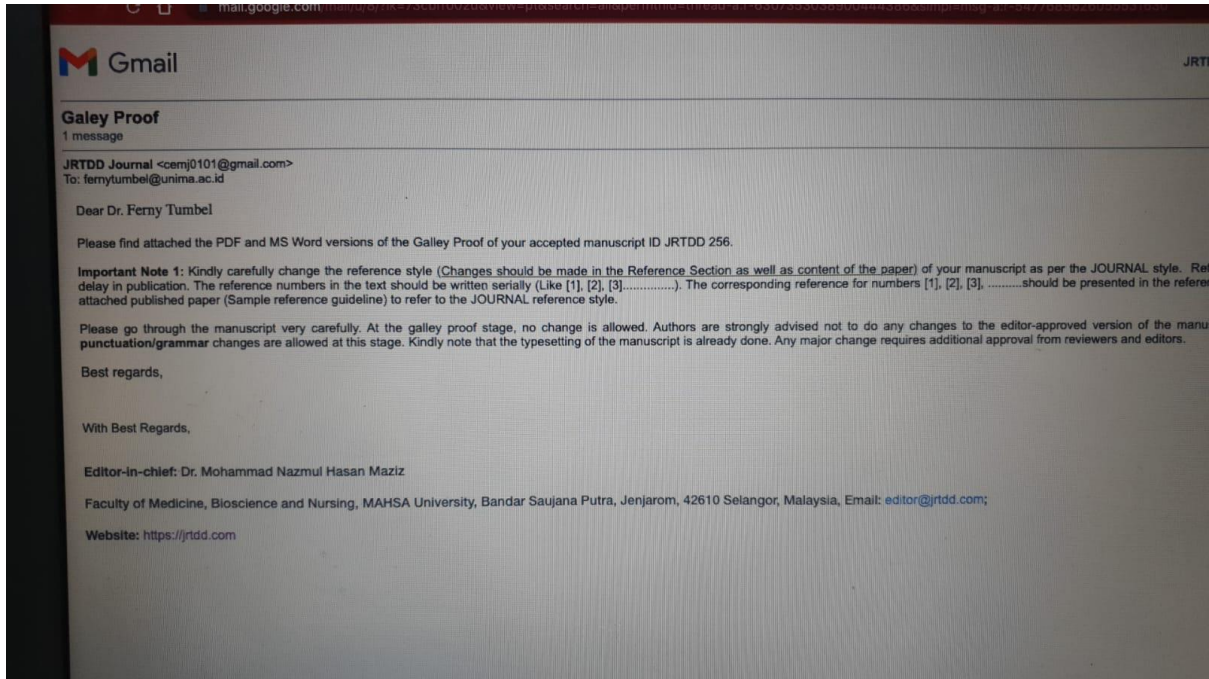 mail.google.com
Gmail
JRT
Galey Proof
1 message
JRTDD Journal <cemj0101@gmail.com>
To: fernytumbel@unima.ac.id
Dear Dr. Ferny Tumbel
Please find attached the PDF and MS Word versions of the Galley Proof of your accepted manuscript ID JRTDD 256.
Important Note 1: Kindly carefully change the reference style (Changes should be made in the Reference Section as well as content of the paper) of your manuscript as per the JOURNAL style. Ref
delay in publication. The reference numbers in the text should be written serially (Like [1], [2], [3]...............). The corresponding reference for numbers [1], [2], [3], ..........should be presented in the refere
attached published paper (Sample reference guideline) to refer to the JOURNAL reference style.
Please go through the manuscript very carefully. At the galley proof stage, no change is allowed. Authors are strongly advised not to do any changes to the editor-approved version of the manu
punctuation/grammar changes are allowed at this stage. Kindly note that the typesetting of the manuscript is already done. Any major change requires additional approval from reviewers and editors.
Best regards,
With Best Regards,
Editor-in-chief: Dr. Mohammad Nazmul Hasan Maziz
Faculty of Medicine, Bioscience and Nursing, MAHSA University, Bandar Saujana Putra, Jenjarom, 42610 Selangor, Malaysia, Email: editor@jrtdd.com;
Website: https://jrtdd.com